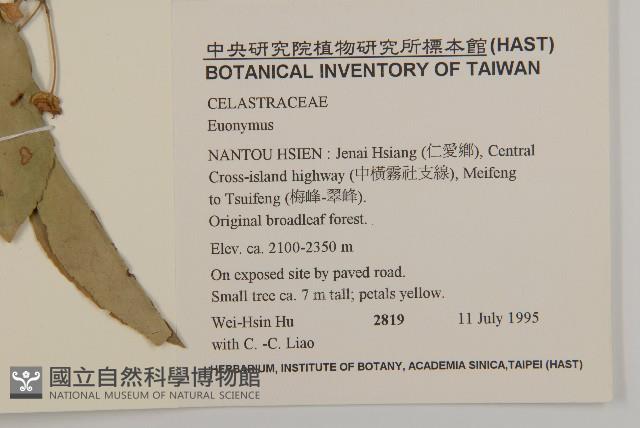 中央研究院植物研究所標本館(HAST)
BOTANICAL INVENTORY OF TAIWAN
CELASTRACEAE
Euonymus
NANTOU HSIEN : Jenai Hsiang (仁愛鄉), Central
Cross-island highway (中橫霧社支線), Meifeng
to Tsuifeng (梅峰-翠峰).
Original broadleaf forest.
Elev. ca. 2100-2350 m
On exposed site by paved road.
Small tree ca. 7 m tall; petals yellow.
Wei-Hsin Hu 2819 11 July 1995
with C. -C. Liao
HERBARIUM, INSTITUTE OF BOTANY, ACADEMIA SINICA,TAIPEI (HAST)
國立自然科學博物館
NATIONAL MUSEUM OF NATURAL SCIENCE